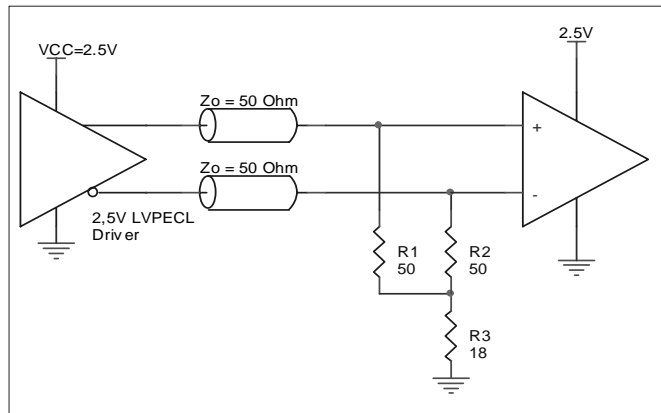 VCC=2.5V
2.5V
Zo = 50 Ohm
+
Zo = 50 Ohm
-
2,5V LVPECL
Driver
R1
50
R2
50
R3
18